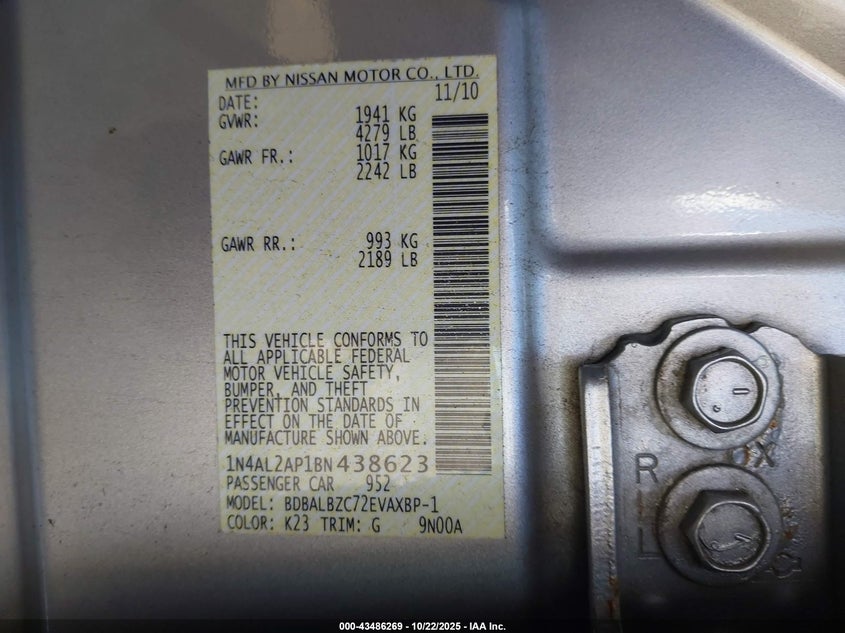 MFD BY NISSAN MOTOR CO., LTD.
DATE: 11/10
GVWR: 1941 KG
4279 LB
GAWR FR.: 1017 KG
2242 LB
GAWR RR.: 993 KG
2189 LB
THIS VEHICLE CONFORMS TO
ALL APPLICABLE FEDERAL
MOTOR VEHICLE SAFETY,
BUMPER, AND THEFT
PREVENTION STANDARDS IN
EFFECT ON THE DATE OF
MANUFACTURE SHOWN ABOVE.
1N4AL2AP1BN438623
PASSENGER CAR 952
MODEL: BDBALBZC72EVAXBP-1
COLOR: K23 TRIM: G 9N00A
R
L
000-43486269 - 10/22/2025 - IAA Inc.